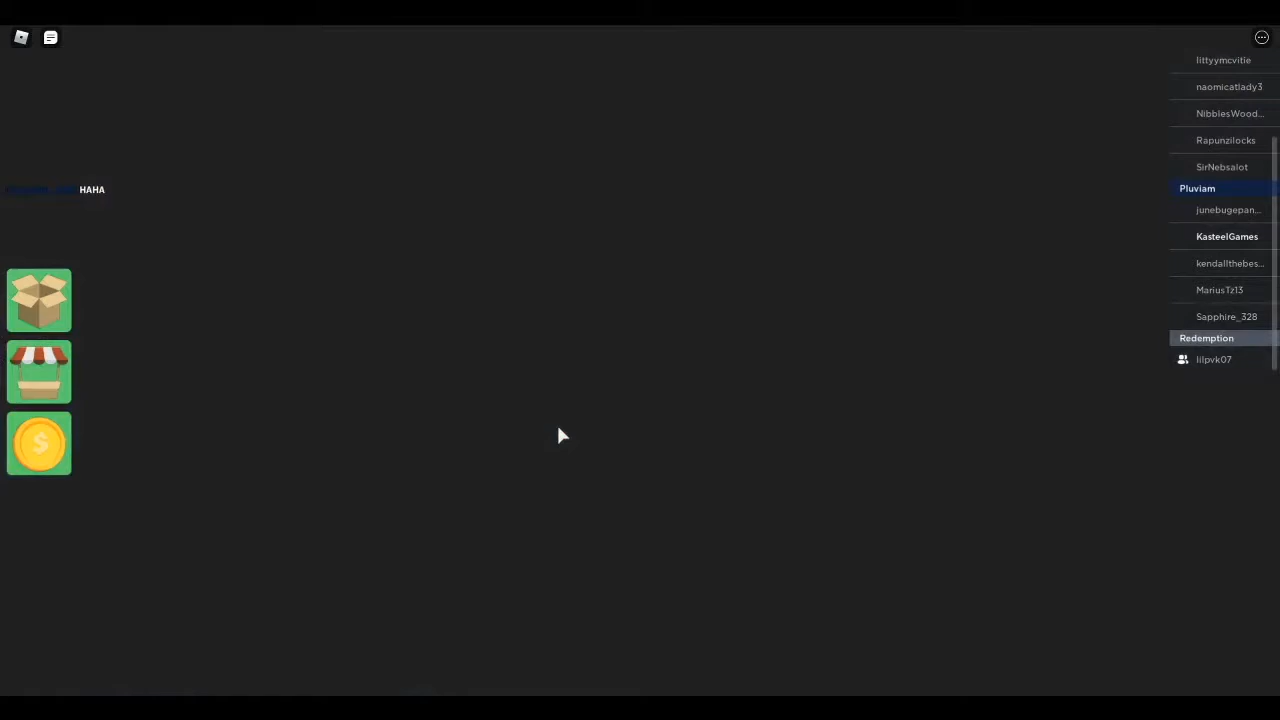 littyymcvitie
naomicatlady3
NibblesWood...
Rapunzilocks
SirNebsalot
Pluviam
HAHA
junebugepan...
KasteelGames
kendallthebes...
MariusTz13
Sapphire_328
Redemption
lilpvk07
$